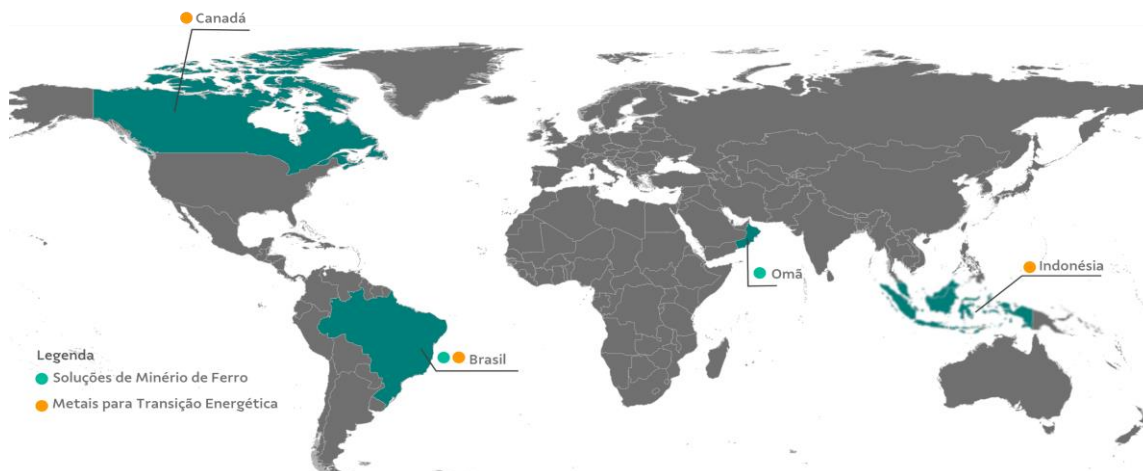 Canadá
Omã
Indonésia
Brasil
Legenda
Soluções de Minério de Ferro
Metais para Transição Energética